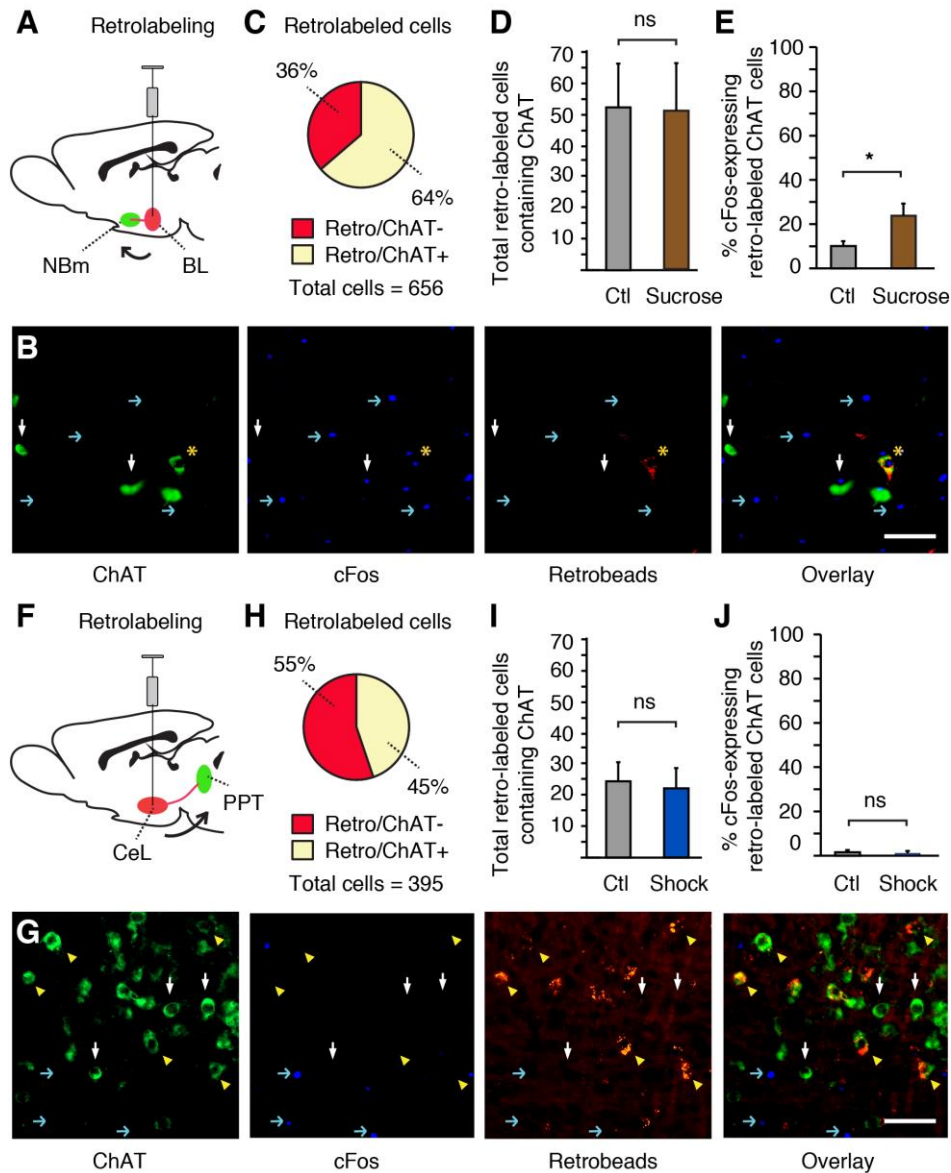 A Retrolabeling
NBm
BL
C Retrolabeled cells
36%
64%
Retro/ChAT-
Retro/ChAT+
Total cells = 656
D
Total retro-labeled cells
containing ChAT
70
60
50
40
30
20
10
ns
Ctl Sucrose
E
% cFos-expressing
retro-labeled ChAT cells
100
80
60
40
20
0
*
Ctl Sucrose
B
*
*
*
*
ChAT cFos Retrobeads Overlay
F Retrolabeling
PPT
CeL
H Retrolabeled cells
55%
45%
Retro/ChAT-
Retro/ChAT+
Total cells = 395
I
Total retro-labeled cells
containing ChAT
70
60
50
40
30
20
10
ns
Ctl Shock
J
% cFos-expressing
retro-labeled ChAT cells
100
80
60
40
20
0
ns
Ctl Shock
G
ChAT cFos Retrobeads Overlay